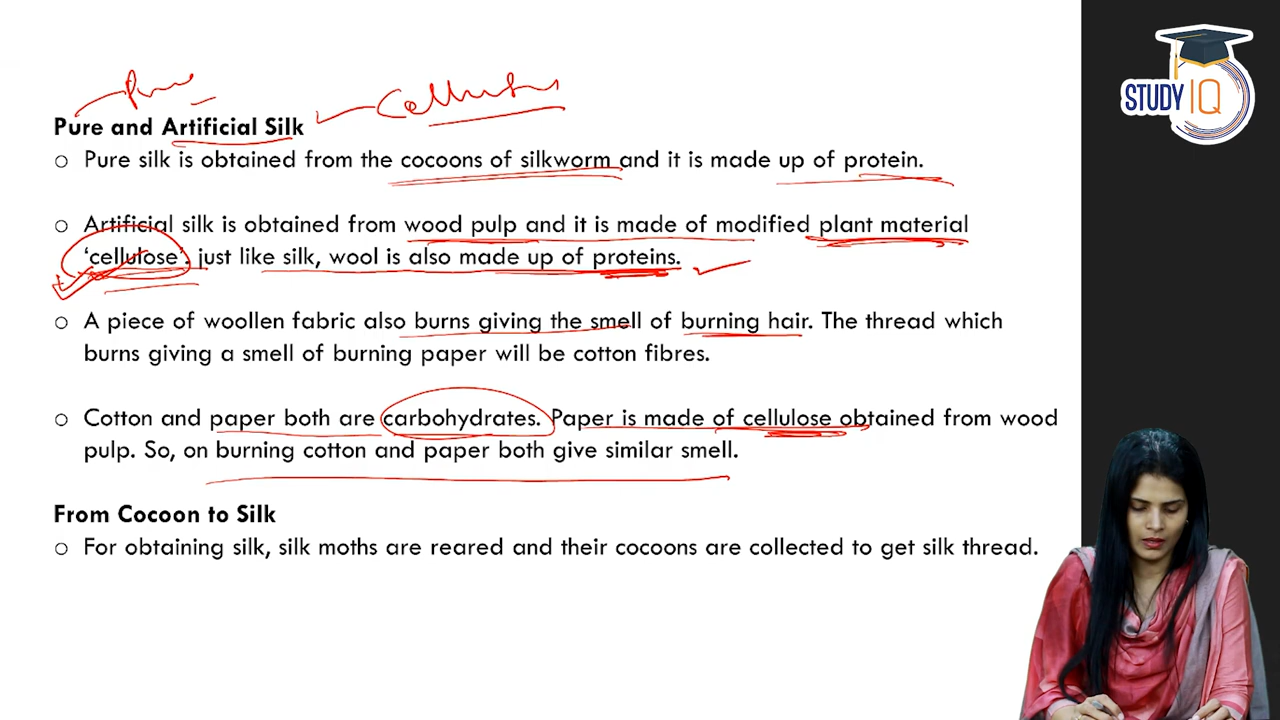 Pure
Cellulose
STUDY IQ
Pure and Artificial Silk
○ Pure silk is obtained from the cocoons of silkworm and it is made up of protein.
○ Artificial silk is obtained from wood pulp and it is made of modified plant material
‘cellulose’. just like silk, wool is also made up of proteins.
○ A piece of woollen fabric also burns giving the smell of burning hair. The thread which
burns giving a smell of burning paper will be cotton fibres.
○ Cotton and paper both are carbohydrates. Paper is made of cellulose obtained from wood
pulp. So, on burning cotton and paper both give similar smell.
From Cocoon to Silk
○ For obtaining silk, silk moths are reared and their cocoons are collected to get silk thread.